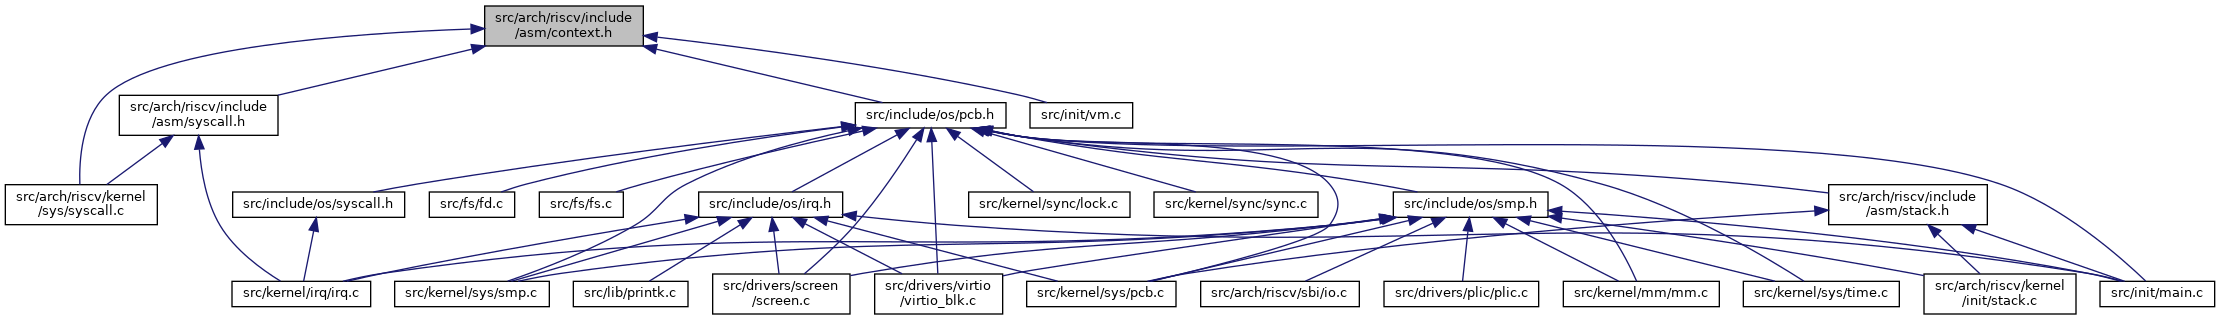 src/arch/riscv/include
/asm/context.h
src/arch/riscv/include
/asm/syscall.h
src/include/os/pcb.h
src/init/vm.c
src/arch/riscv/kernel
/sys/syscall.c
src/include/os/syscall.h
src/fs/fd.c
src/fs/fs.c
src/include/os/irq.h
src/kernel/sync/lock.c
src/kernel/sync/sync.c
src/include/os/smp.h
src/arch/riscv/include
/asm/stack.h
src/kernel/irq/irq.c
src/kernel/sys/smp.c
src/lib/printk.c
src/drivers/screen
/screen.c
src/drivers/virtio
/virtio_blk.c
src/kernel/sys/pcb.c
src/arch/riscv/sbi/io.c
src/drivers/plic/plic.c
src/kernel/mm/mm.c
src/kernel/sys/time.c
src/arch/riscv/kernel
/init/stack.c
src/init/main.c